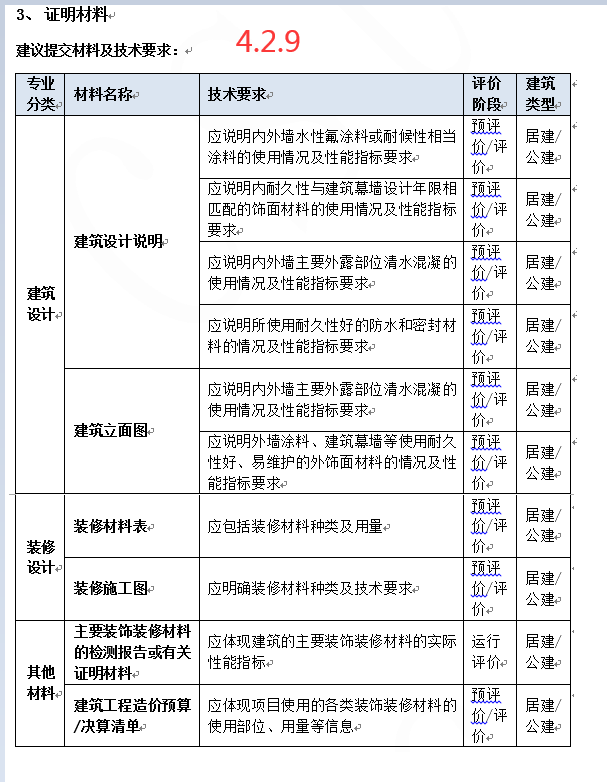 3、 证明材料
建议提交材料及技术要求：
4.2.9
专业
分类
材料名称
技术要求
评价
阶段
建筑
类型
建筑
设计
建筑设计说明
应说明内外墙水性氟涂料或耐候性相当
涂料的使用情况及性能指标要求
预评
价/评
价
居建/
公建
应说明内耐久性与建筑幕墙设计年限相
匹配的饰面材料的使用情况及性能指标
要求
预评
价/评
价
居建/
公建
应说明内外墙主要外露部位清水混凝的
使用情况及性能指标要求
预评
价/评
价
居建/
公建
应说明所使用耐久性好的防水和密封材
料的情况及性能指标要求
预评
价/评
价
居建/
公建
建筑立面图
应说明内外墙主要外露部位清水混凝的
使用情况及性能指标要求
预评
价/评
价
居建/
公建
应说明外墙涂料、建筑幕墙等使用耐久
性好、易维护的外饰面材料的情况及性
能指标要求
预评
价/评
价
居建/
公建
装修
设计
装修材料表
应包括装修材料种类及用量
预评
价/评
价
居建/
公建
装修施工图
应明确装修材料种类及技术要求
预评
价/评
价
居建/
公建
其他
材料
主要装饰装修材料
的检测报告或有关
证明材料
应体现建筑的主要装饰装修材料的实际
性能指标
运行
评价
居建/
公建
建筑工程造价预算
/决算清单
应体现项目使用的各类装饰装修材料的
使用部位、用量等信息
预评
价/评
价
居建/
公建